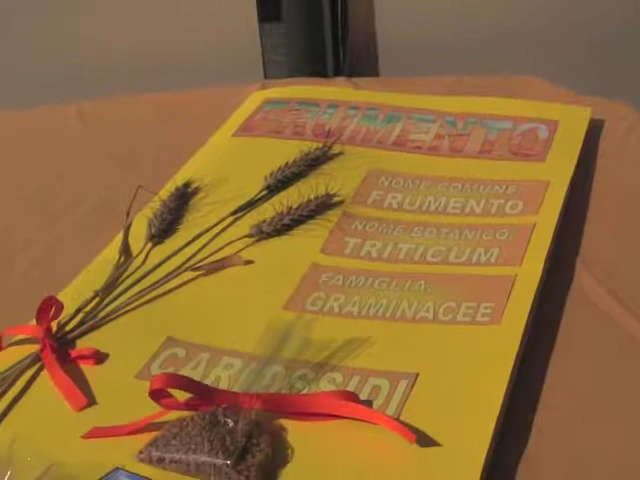 FRUMENTO
NOME COMUNE:
FRUMENTO
NOME BOTANICO:
TRITICUM
FAMIGLIA:
GRAMINACEE
CARIOSSIDI